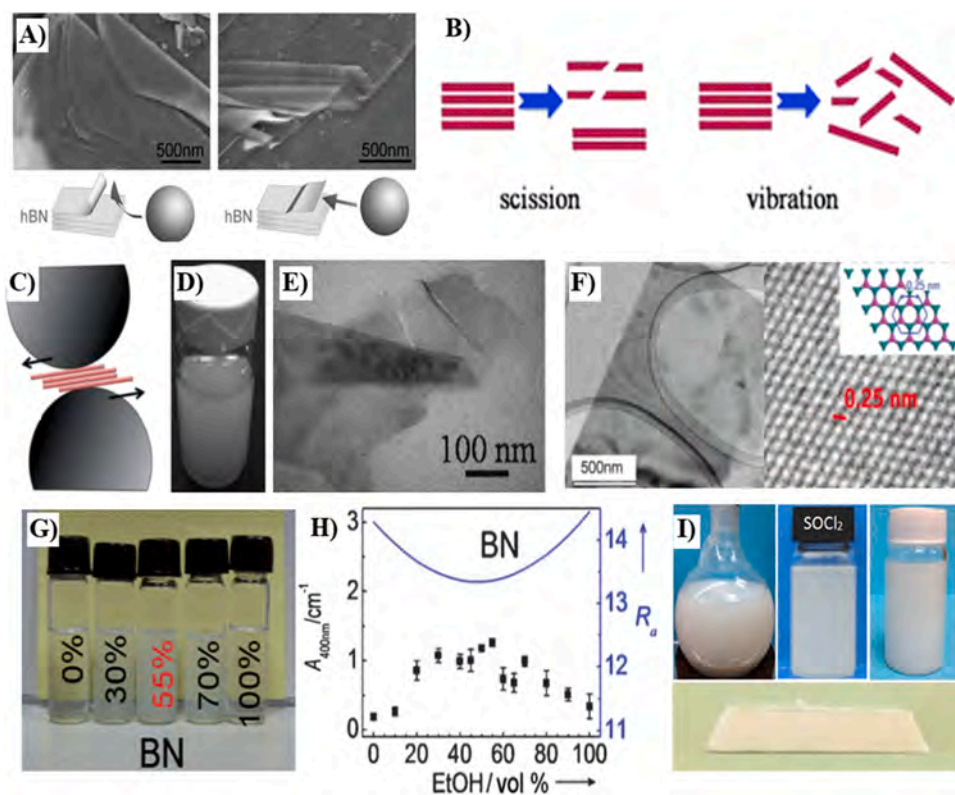 A)
500nm
500nm
hBN
hBN
B)
scission
vibration
C)
D)
E)
100 nm
F)
500nm
0.25 nm
0.25 nm
G)
0%
30%
55%
70%
100%
BN
H)
BN
A400nm/cm-1
3
2
1
0
14
13
12
11
Ra
0 20 40 60 80 100
EtOH/vol %
I)
SOCl₂